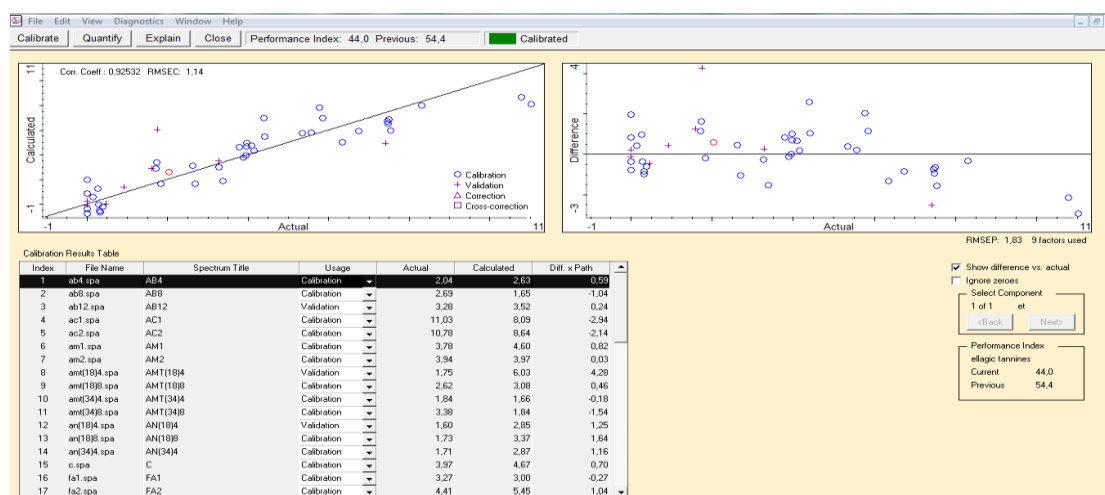 File Edit View Diagnostics Window Help
Calibrate Quantify Explain Close Performance Index: 44,0 Previous: 54,4 Calibrated
11
Corr. Coeff.: 0,92532 RMSEC: 1,14
Calculated
-1
Calibration
Validation
Correction
Cross-correction
-1 Actual 11
4
Difference
-3
-1 Actual 11
RMSEP: 1,83 9 factors used
Calibration Results Table
Index File Name Spectrum Title Usage Actual Calculated Diff. x Path
1 ab4.spa AB4 Calibration 2,04 2,63 0,59
2 ab8.spa AB8 Calibration 2,69 1,65 -1,04
3 ab12.spa AB12 Validation 3,28 3,52 0,24
4 ac1.spa AC1 Calibration 11,03 8,09 -2,94
5 ac2.spa AC2 Calibration 10,78 8,64 -2,14
6 am1.spa AM1 Calibration 3,78 4,60 0,82
7 am2.spa AM2 Calibration 3,94 3,97 0,03
8 amt(18)4.spa AMT(18)4 Validation 1,75 6,03 4,28
9 amt(18)8.spa AMT(18)8 Calibration 2,62 3,08 0,46
10 amt(34)4.spa AMT(34)4 Calibration 1,84 1,66 -0,18
11 amt(34)8.spa AMT(34)8 Calibration 3,38 1,84 -1,54
12 an(18)4.spa AN(18)4 Validation 1,60 2,85 1,25
13 an(18)8.spa AN(18)8 Calibration 1,73 3,37 1,64
14 an(34)4.spa AN(34)4 Calibration 1,71 2,87 1,16
15 c.spa C Calibration 3,97 4,67 0,70
16 fa1.spa FA1 Calibration 3,27 3,00 -0,27
17 fa2.spa FA2 Calibration 4,41 5,45 1,04
Show difference vs. actual
Ignore zeroes
Select Component
1 of 1 et
<Back Next>
Performance Index
ellagic tannines
Current 44,0
Previous 54,4